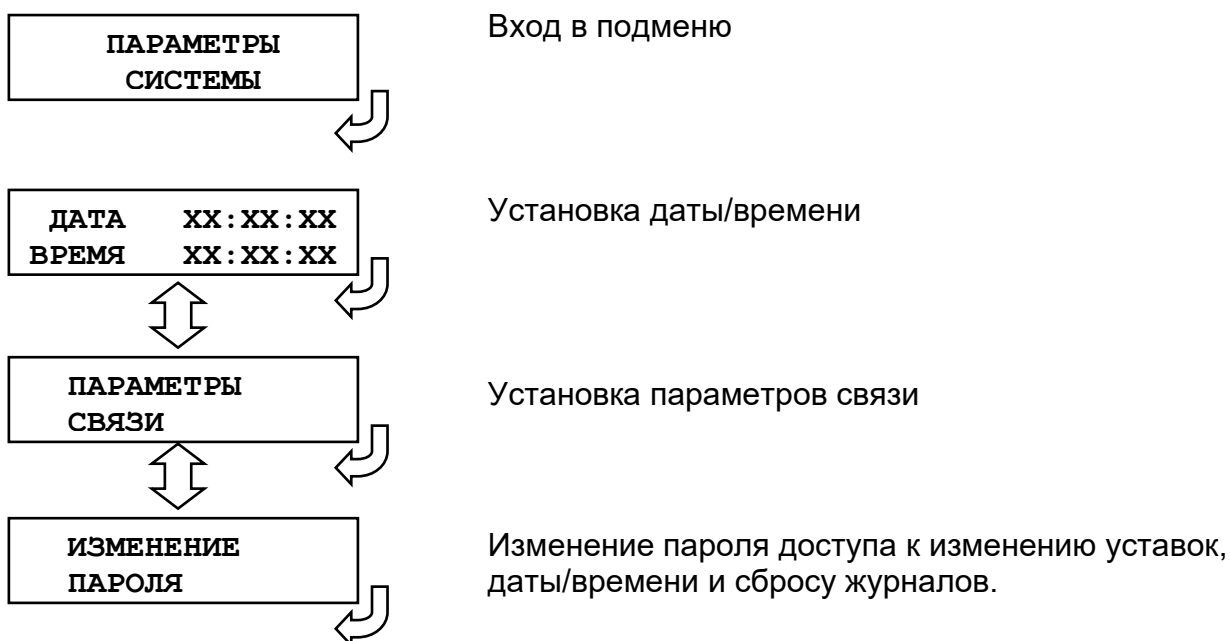 ПАРАМЕТРЫ
СИСТЕМЫ
Вход в подменю
ДАТА XX:XX:XX
ВРЕМЯ XX:XX:XX
Установка даты/времени
ПАРАМЕТРЫ
СВЯЗИ
Установка параметров связи
ИЗМЕНЕНИЕ
ПАРОЛЯ
Изменение пароля доступа к изменению уставок,
даты/времени и сбросу журналов.